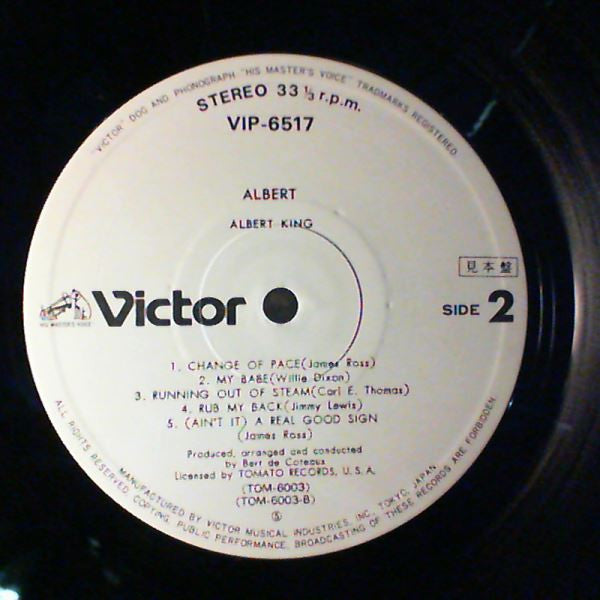 "VICTOR" DOG AND PHONOGRAPH "HIS MASTER'S VOICE" TRADMARKS REGISTERED
STEREO 33 ⅓ r.p.m.
VIP-6517
ALBERT
ALBERT KING
見本盤
HIS MASTER'S VOICE
Victor
SIDE 2
1. CHANGE OF PACE(James Ross)
2. MY BABE(Willie Dixon)
3. RUNNING OUT OF STEAM(Carl E. Thomas)
4. RUB MY BACK(Jimmy Lewis)
5. (AIN'T IT) A REAL GOOD SIGN
(James Ross)
Produced, arranged and conducted
by Bert de Coteaux
Licensed by TOMATO RECORDS, U.S.A.
(TOM-6003)
(TOM-6003-B)
Ⓢ
MANUFACTURED BY VICTOR MUSICAL INDUSTRIES, INC., TOKYO, JAPAN
ALL RIGHTS RESERVED. COPYING, PUBLIC PERFORMANCE, BROADCASTING OF THESE RECORDS ARE FORBIDDEN.